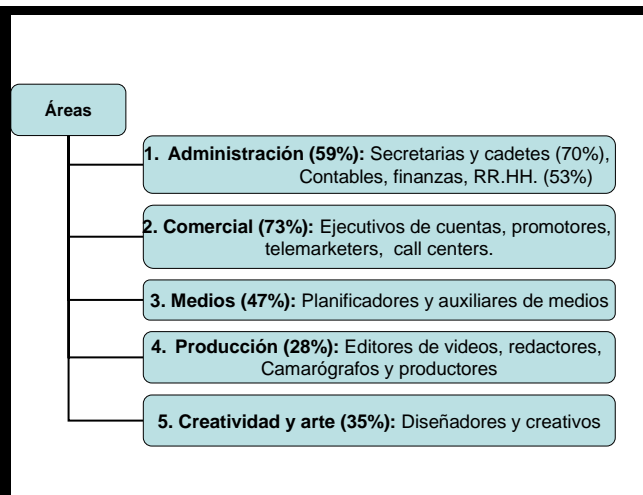 Áreas
1. Administración (59%): Secretarias y cadetes (70%),
Contables, finanzas, RR.HH. (53%)
2. Comercial (73%): Ejecutivos de cuentas, promotores,
telemarketers, call centers.
3. Medios (47%): Planificadores y auxiliares de medios
4. Producción (28%): Editores de videos, redactores,
Camarógrafos y productores
5. Creatividad y arte (35%): Diseñadores y creativos